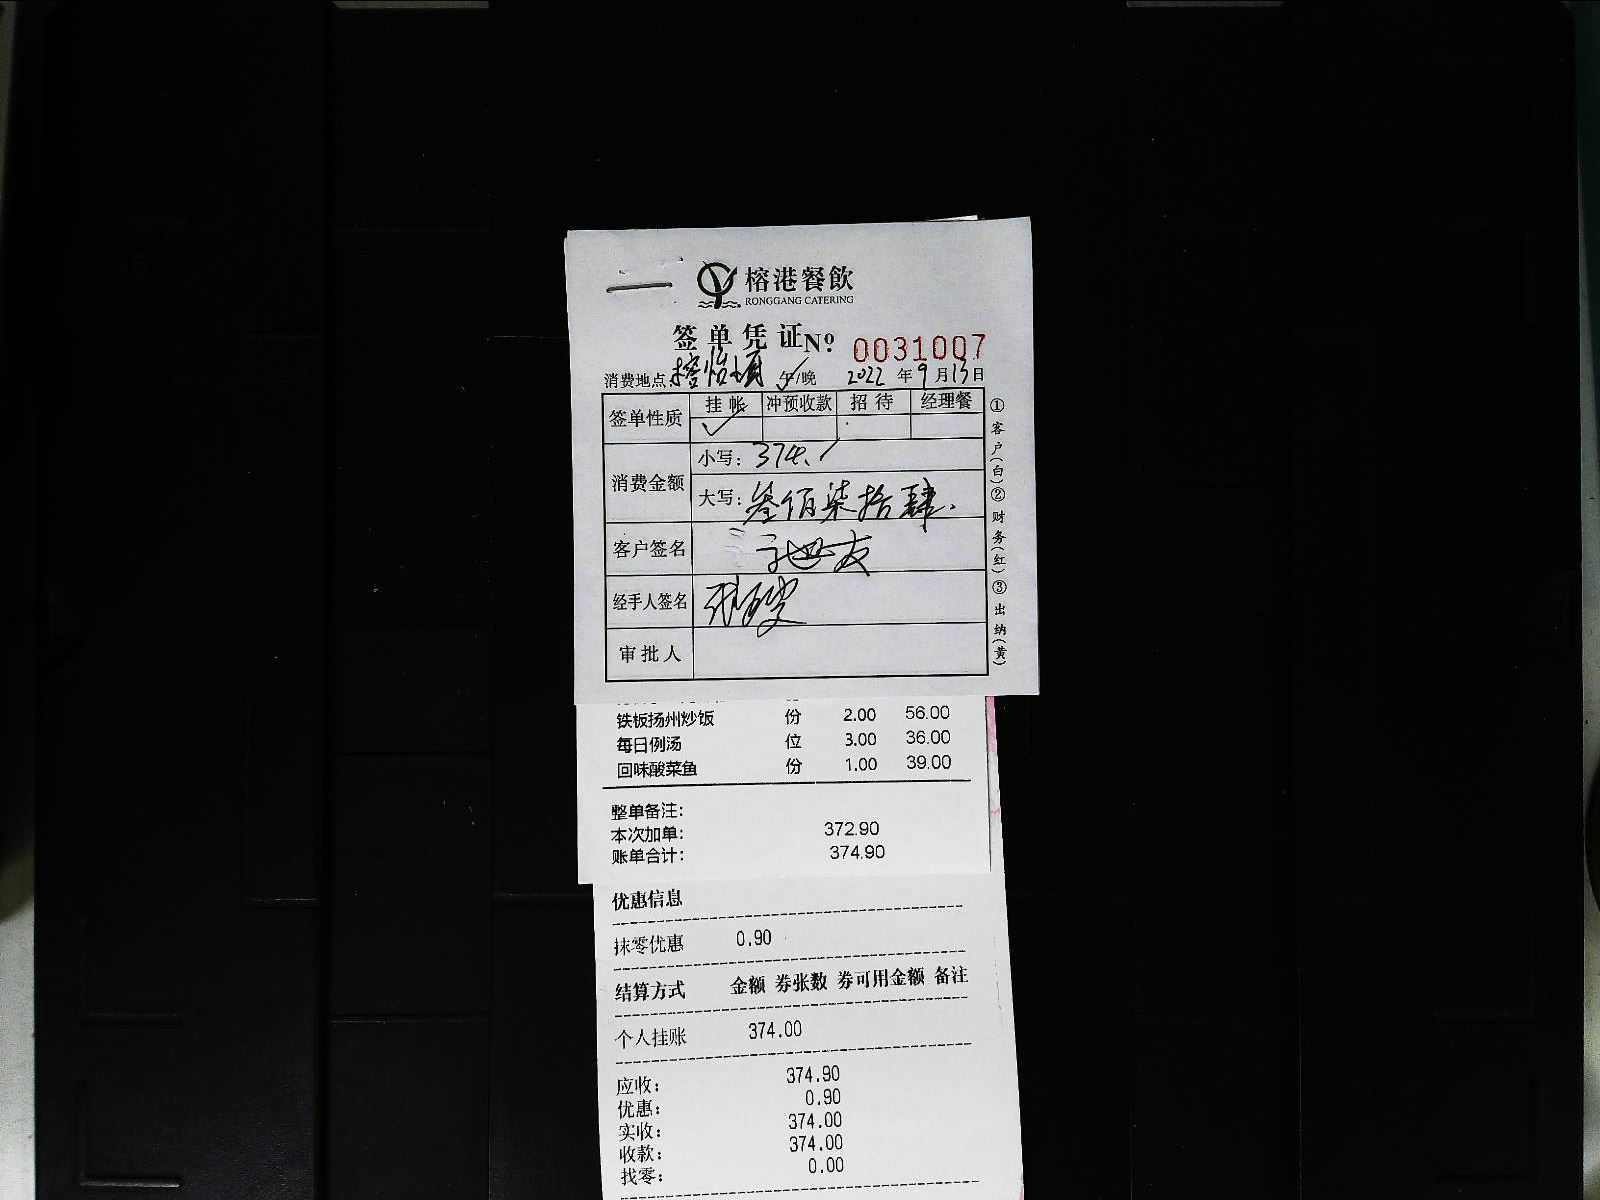 榕港餐飲
RONGGANG CATERING
签单凭证 Nº 0031007
消费地点: 榕怡 午/晚 2022 年 9 月 13 日
签单性质 挂帐 冲预收款 招待 经理餐
✓
消费金额 小写: 374.
大写: 叁佰柒拾肆.
客户签名
经手人签名
审批人
①客户(白)②财务(红)③出纳(黄)
铁板扬州炒饭 份 2.00 56.00
每日例汤 位 3.00 36.00
回味酸菜鱼 份 1.00 39.00
整单备注:
本次加单: 372.90
账单合计: 374.90
优惠信息
抹零优惠 0.90
结算方式 金额 券张数 券可用金额 备注
个人挂账 374.00
应收: 374.90
优惠: 0.90
实收: 374.00
收款: 374.00
找零: 0.00